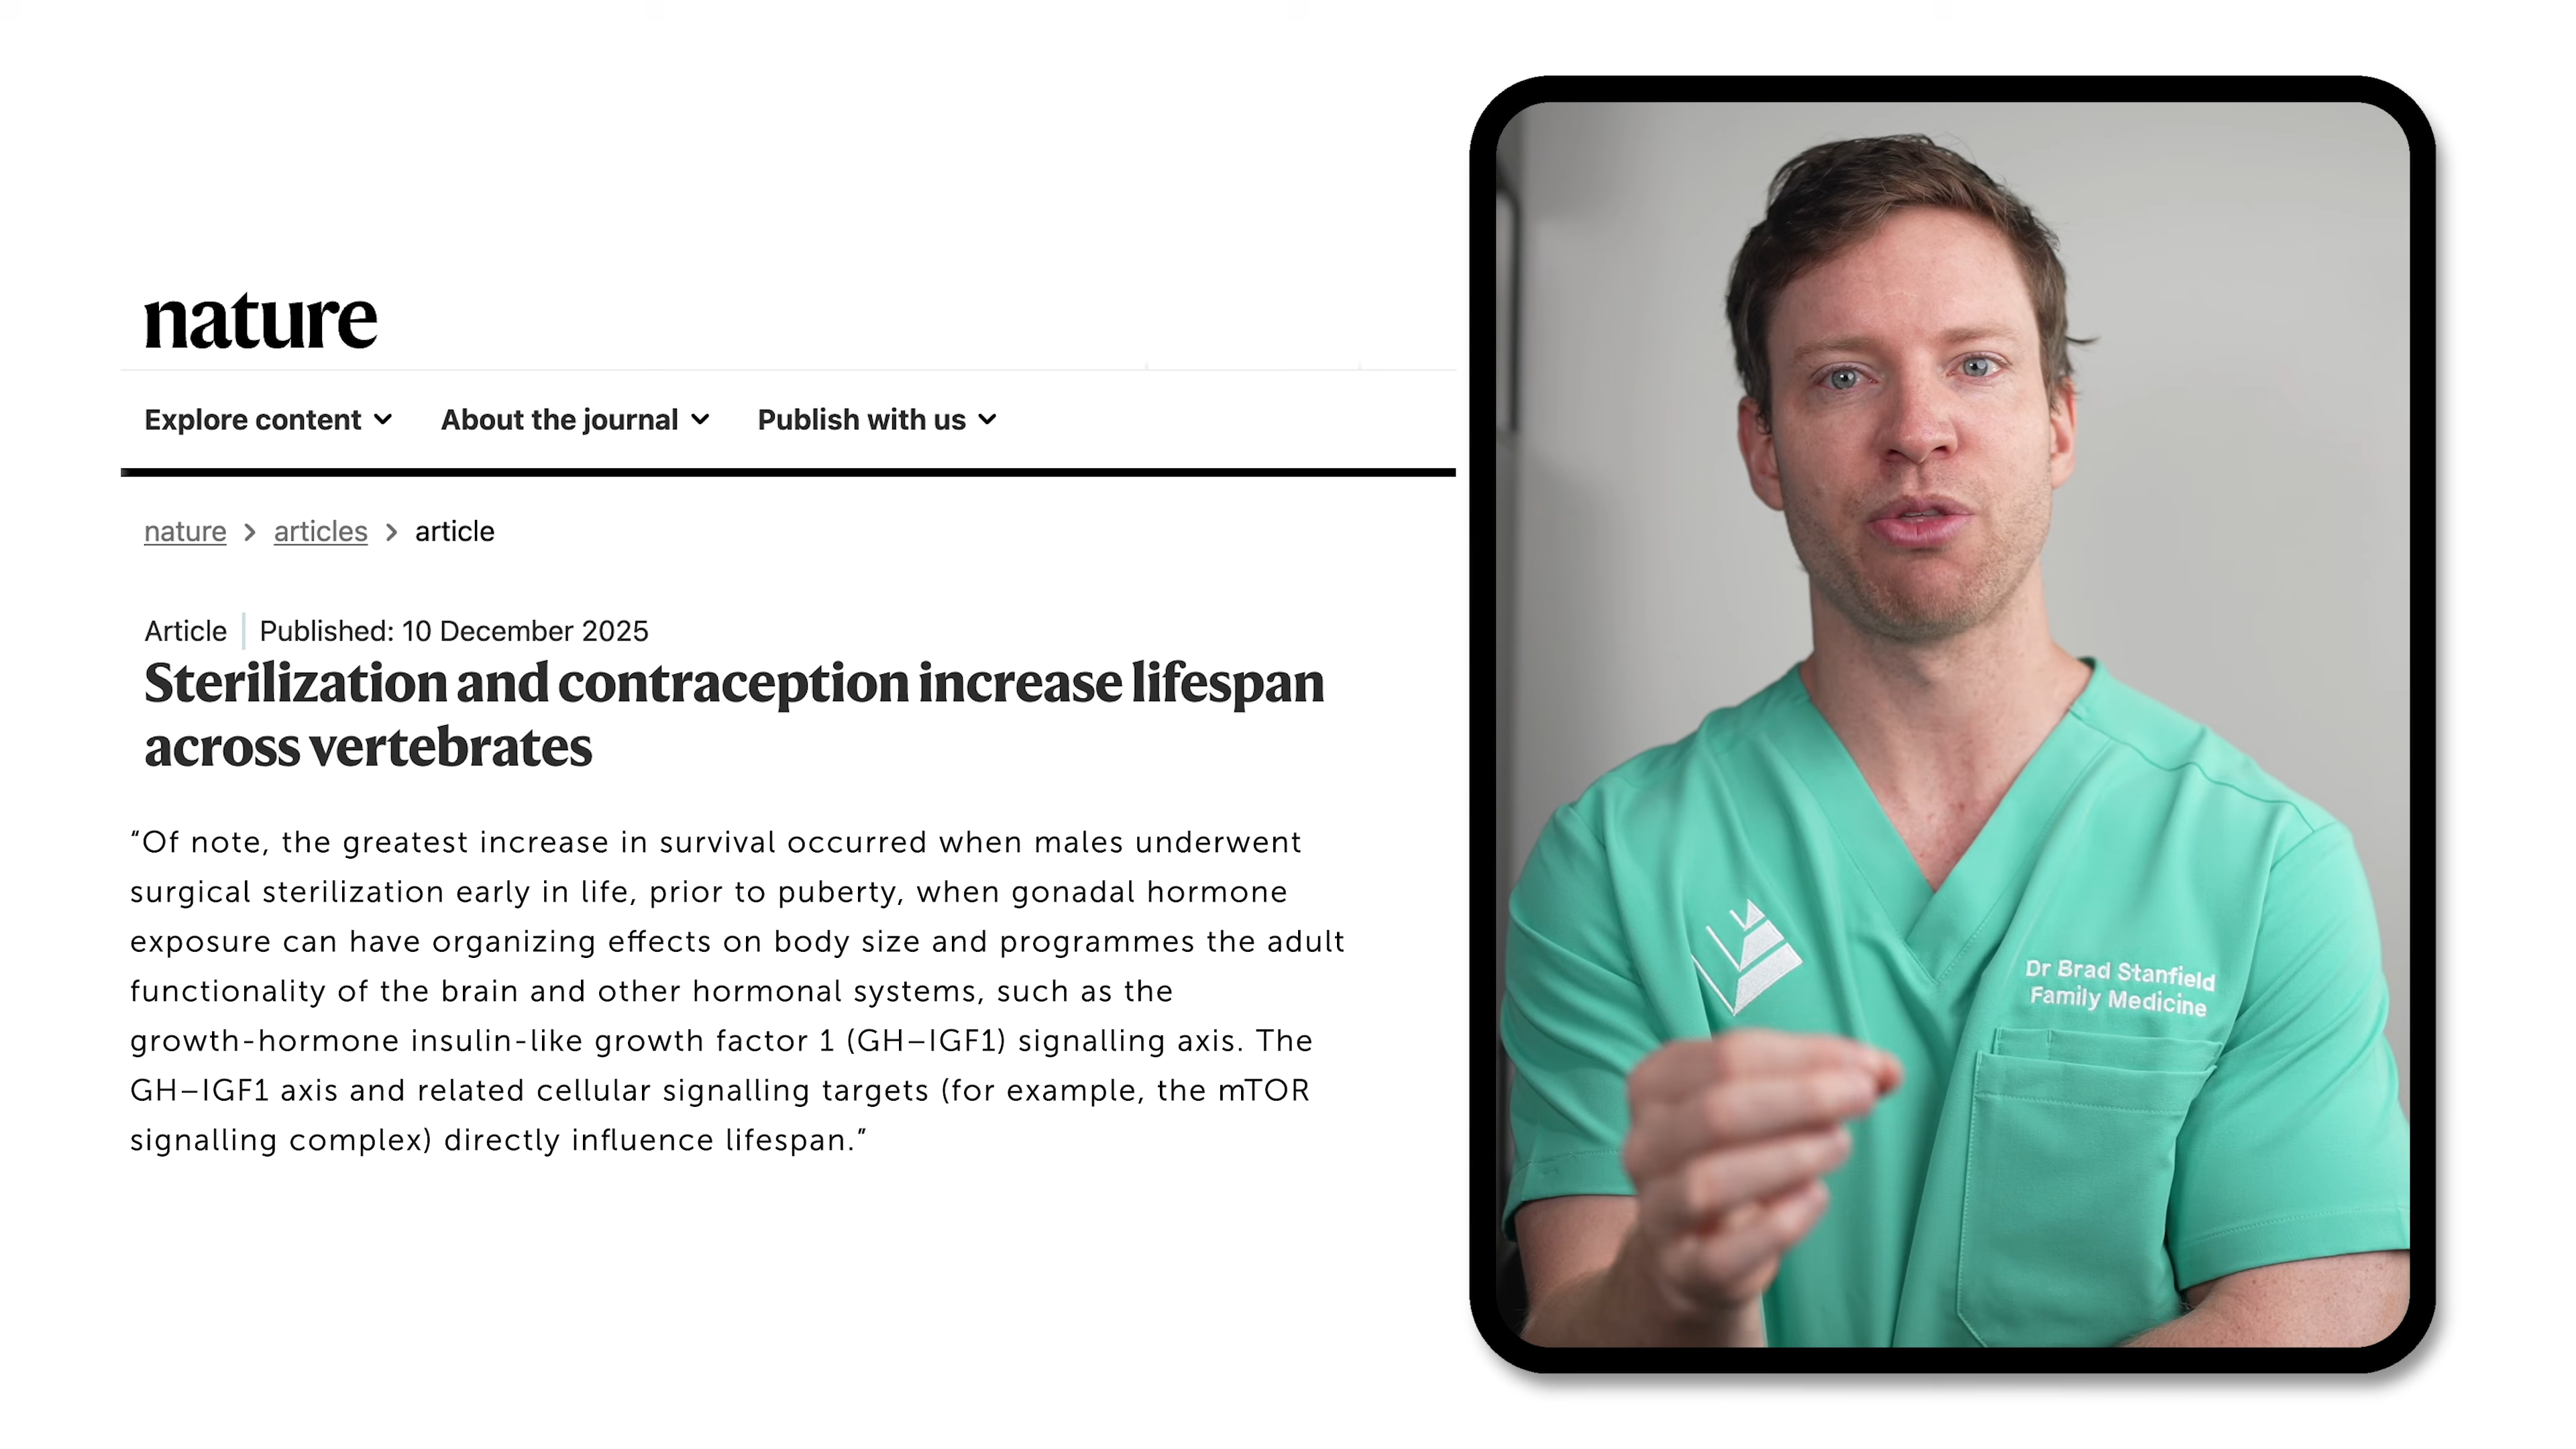 nature
Explore content About the journal Publish with us
nature > articles > article
Article | Published: 10 December 2025
Sterilization and contraception increase lifespan
across vertebrates
“Of note, the greatest increase in survival occurred when males underwent
surgical sterilization early in life, prior to puberty, when gonadal hormone
exposure can have organizing effects on body size and programmes the adult
functionality of the brain and other hormonal systems, such as the
growth-hormone insulin-like growth factor 1 (GH–IGF1) signalling axis. The
GH–IGF1 axis and related cellular signalling targets (for example, the mTOR
signalling complex) directly influence lifespan.”
Dr Brad Stanfield
Family Medicine